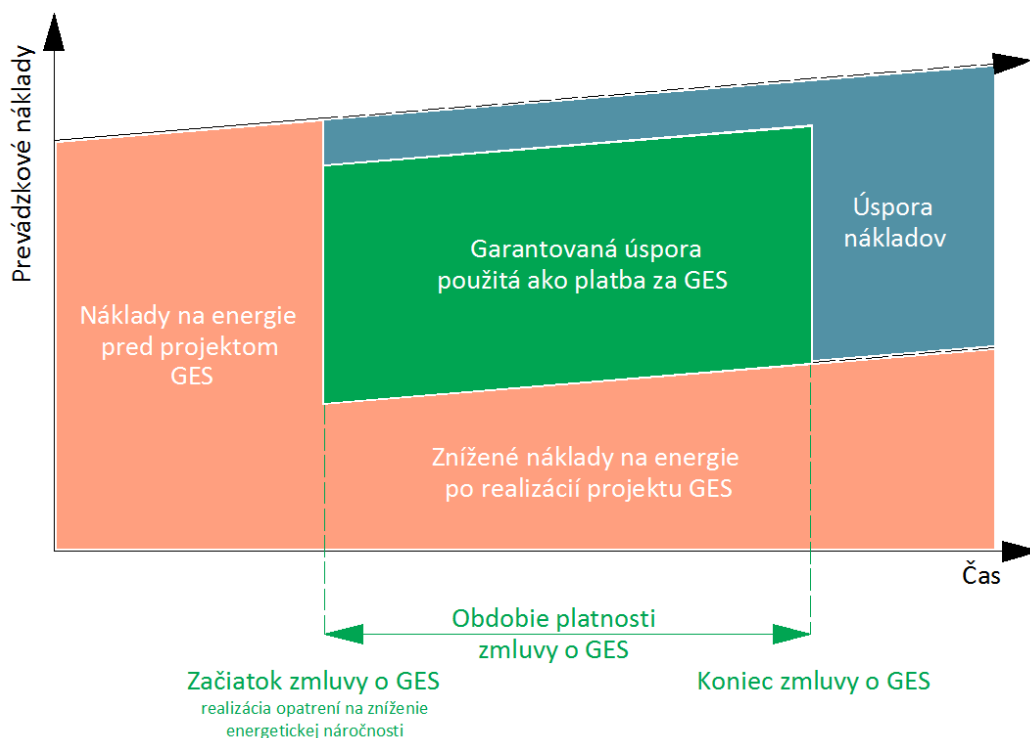 Prevádzkové náklady
Úspora
nákladov
Garantovaná úspora
použitá ako platba za GES
Náklady na energie
pred projektom
GES
Znížené náklady na energie
po realizácií projektu GES
Čas
Obdobie platnosti
zmluvy o GES
Začiatok zmluvy o GES
realizácia opatrení na zníženie
energetickej náročnosti
Koniec zmluvy o GES